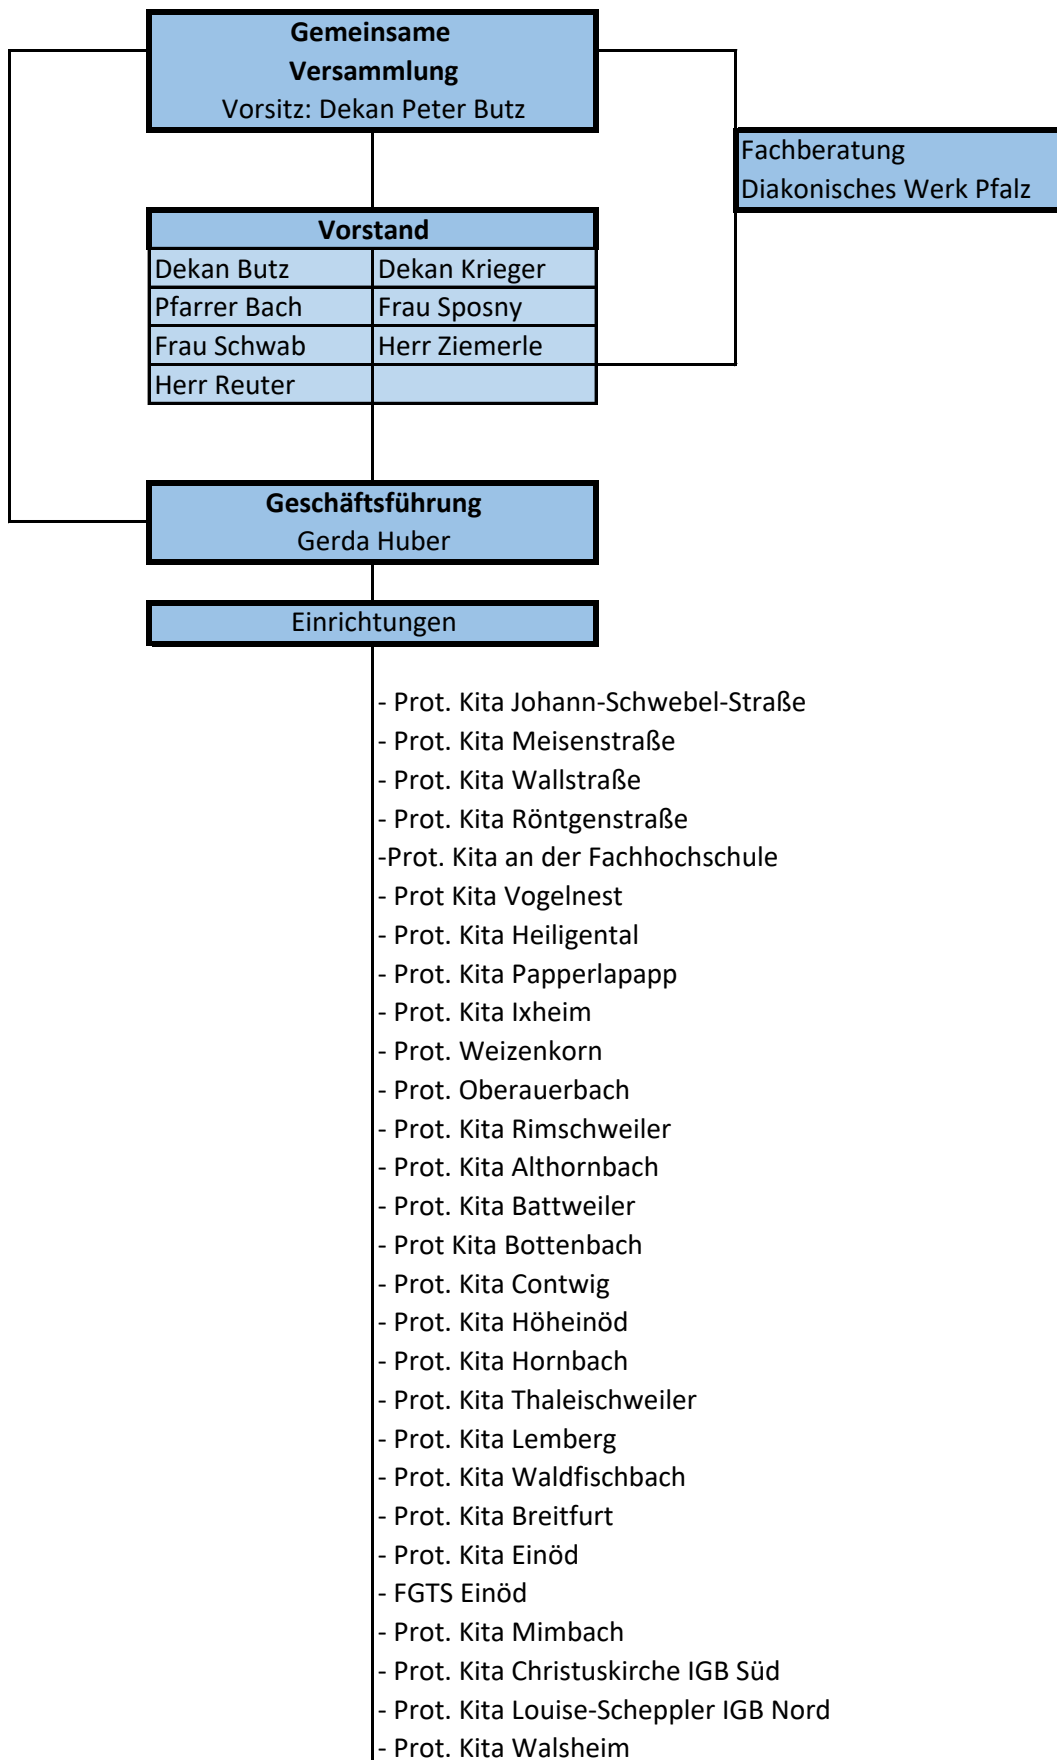 Gemeinsame
Versammlung
Vorsitz: Dekan Peter Butz
Fachberatung
Diakonisches Werk Pfalz
Vorstand
Dekan Butz Dekan Krieger
Pfarrer Bach Frau Sposny
Frau Schwab Herr Ziemerle
Herr Reuter
Geschäftsführung
Gerda Huber
Einrichtungen
- Prot. Kita Johann-Schwebel-Straße
- Prot. Kita Meisenstraße
- Prot. Kita Wallstraße
- Prot. Kita Röntgenstraße
-Prot. Kita an der Fachhochschule
- Prot Kita Vogelnest
- Prot. Kita Heiligental
- Prot. Kita Papperlapapp
- Prot. Kita Ixheim
- Prot. Weizenkorn
- Prot. Oberauerbach
- Prot. Kita Rimschweiler
- Prot. Kita Althornbach
- Prot. Kita Battweiler
- Prot Kita Bottenbach
- Prot. Kita Contwig
- Prot. Kita Höheinöd
- Prot. Kita Hornbach
- Prot. Kita Thaleischweiler
- Prot. Kita Lemberg
- Prot. Kita Waldfischbach
- Prot. Kita Breitfurt
- Prot. Kita Einöd
- FGTS Einöd
- Prot. Kita Mimbach
- Prot. Kita Christuskirche IGB Süd
- Prot. Kita Louise-Scheppler IGB Nord
- Prot. Kita Walsheim